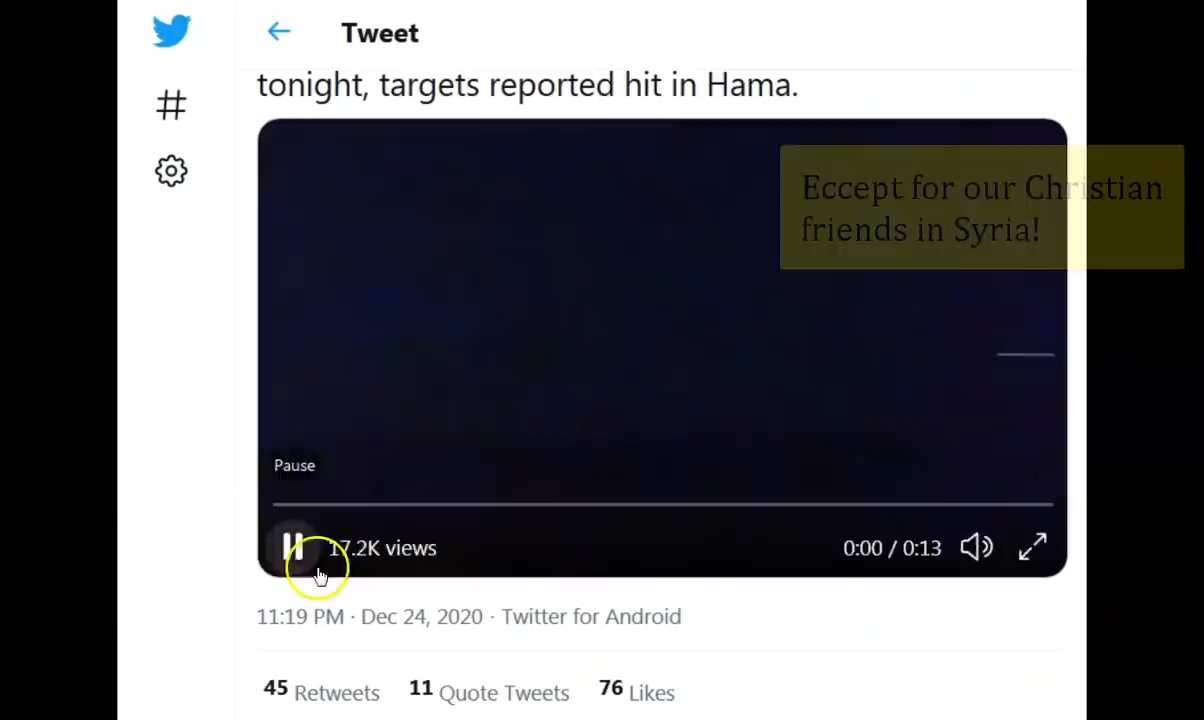 Tweet
tonight, targets reported hit in Hama.
Eccept for our Christian
friends in Syria!
Pause
17.2K views
0:00 / 0:13
11:19 PM · Dec 24, 2020 · Twitter for Android
45 Retweets 11 Quote Tweets 76 Likes